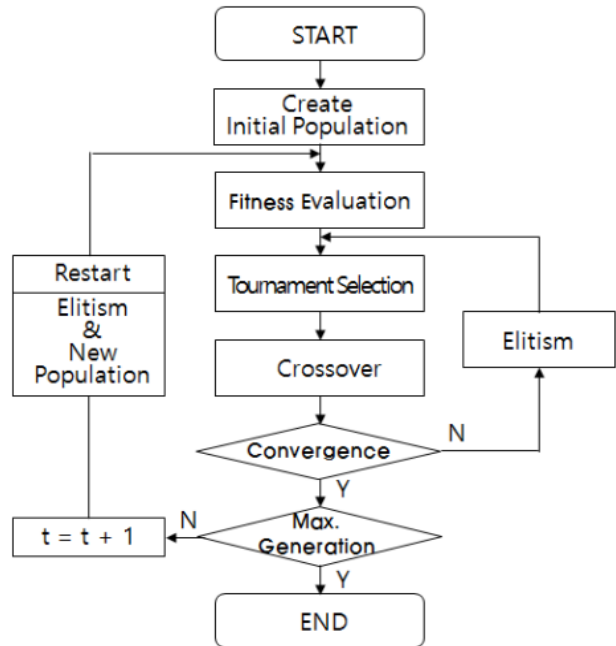 START
Create
Initial Population
Fitness Evaluation
Restart
Elitism
&
New
Population
Tournament Selection
Elitism
Crossover
Convergence
N
Y
t = t + 1
N
Max.
Generation
Y
END